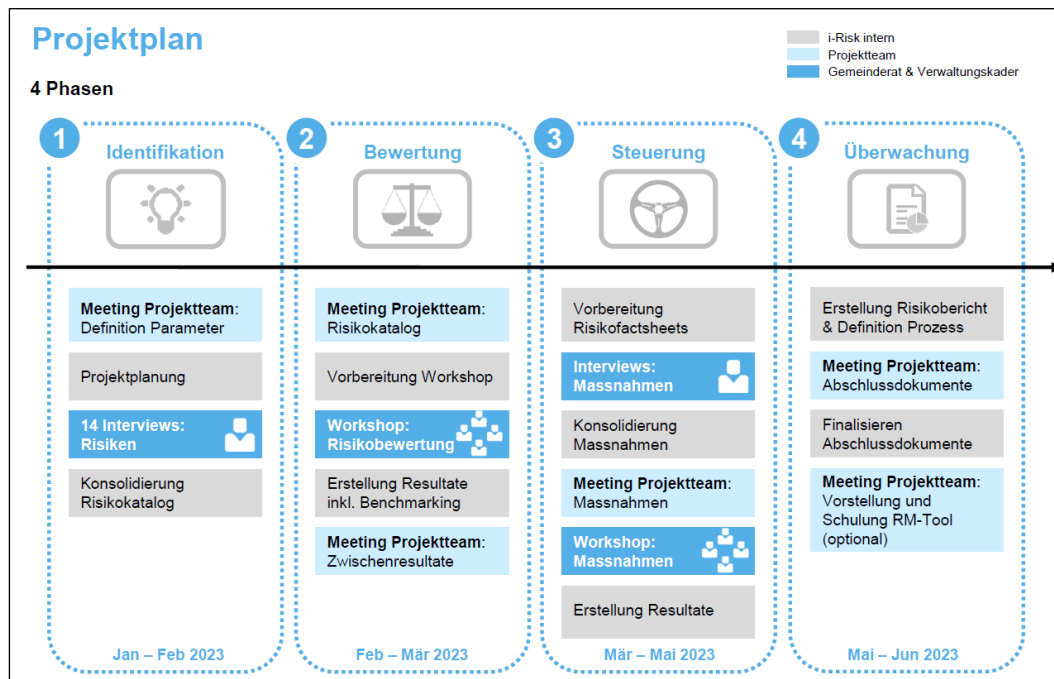 Projektplan
i-Risk intern
Projektteam
Gemeinderat & Verwaltungskader
4 Phasen
1
Identifikation
Meeting Projektteam:
Definition Parameter
Projektplanung
14 Interviews:
Risiken
Konsolidierung
Risikokatalog
Jan – Feb 2023
2
Bewertung
Meeting Projektteam:
Risikokatalog
Vorbereitung Workshop
Workshop:
Risikobewertung
Erstellung Resultate
inkl. Benchmarking
Meeting Projektteam:
Zwischenresultate
Feb – Mär 2023
3
Steuerung
Vorbereitung
Risikofactsheets
Interviews:
Massnahmen
Konsolidierung
Massnahmen
Meeting Projektteam:
Massnahmen
Workshop:
Massnahmen
Erstellung Resultate
Mär – Mai 2023
4
Überwachung
Erstellung Risikobericht
& Definition Prozess
Meeting Projektteam:
Abschlussdokumente
Finalisieren
Abschlussdokumente
Meeting Projektteam:
Vorstellung und
Schulung RM-Tool
(optional)
Mai – Jun 2023